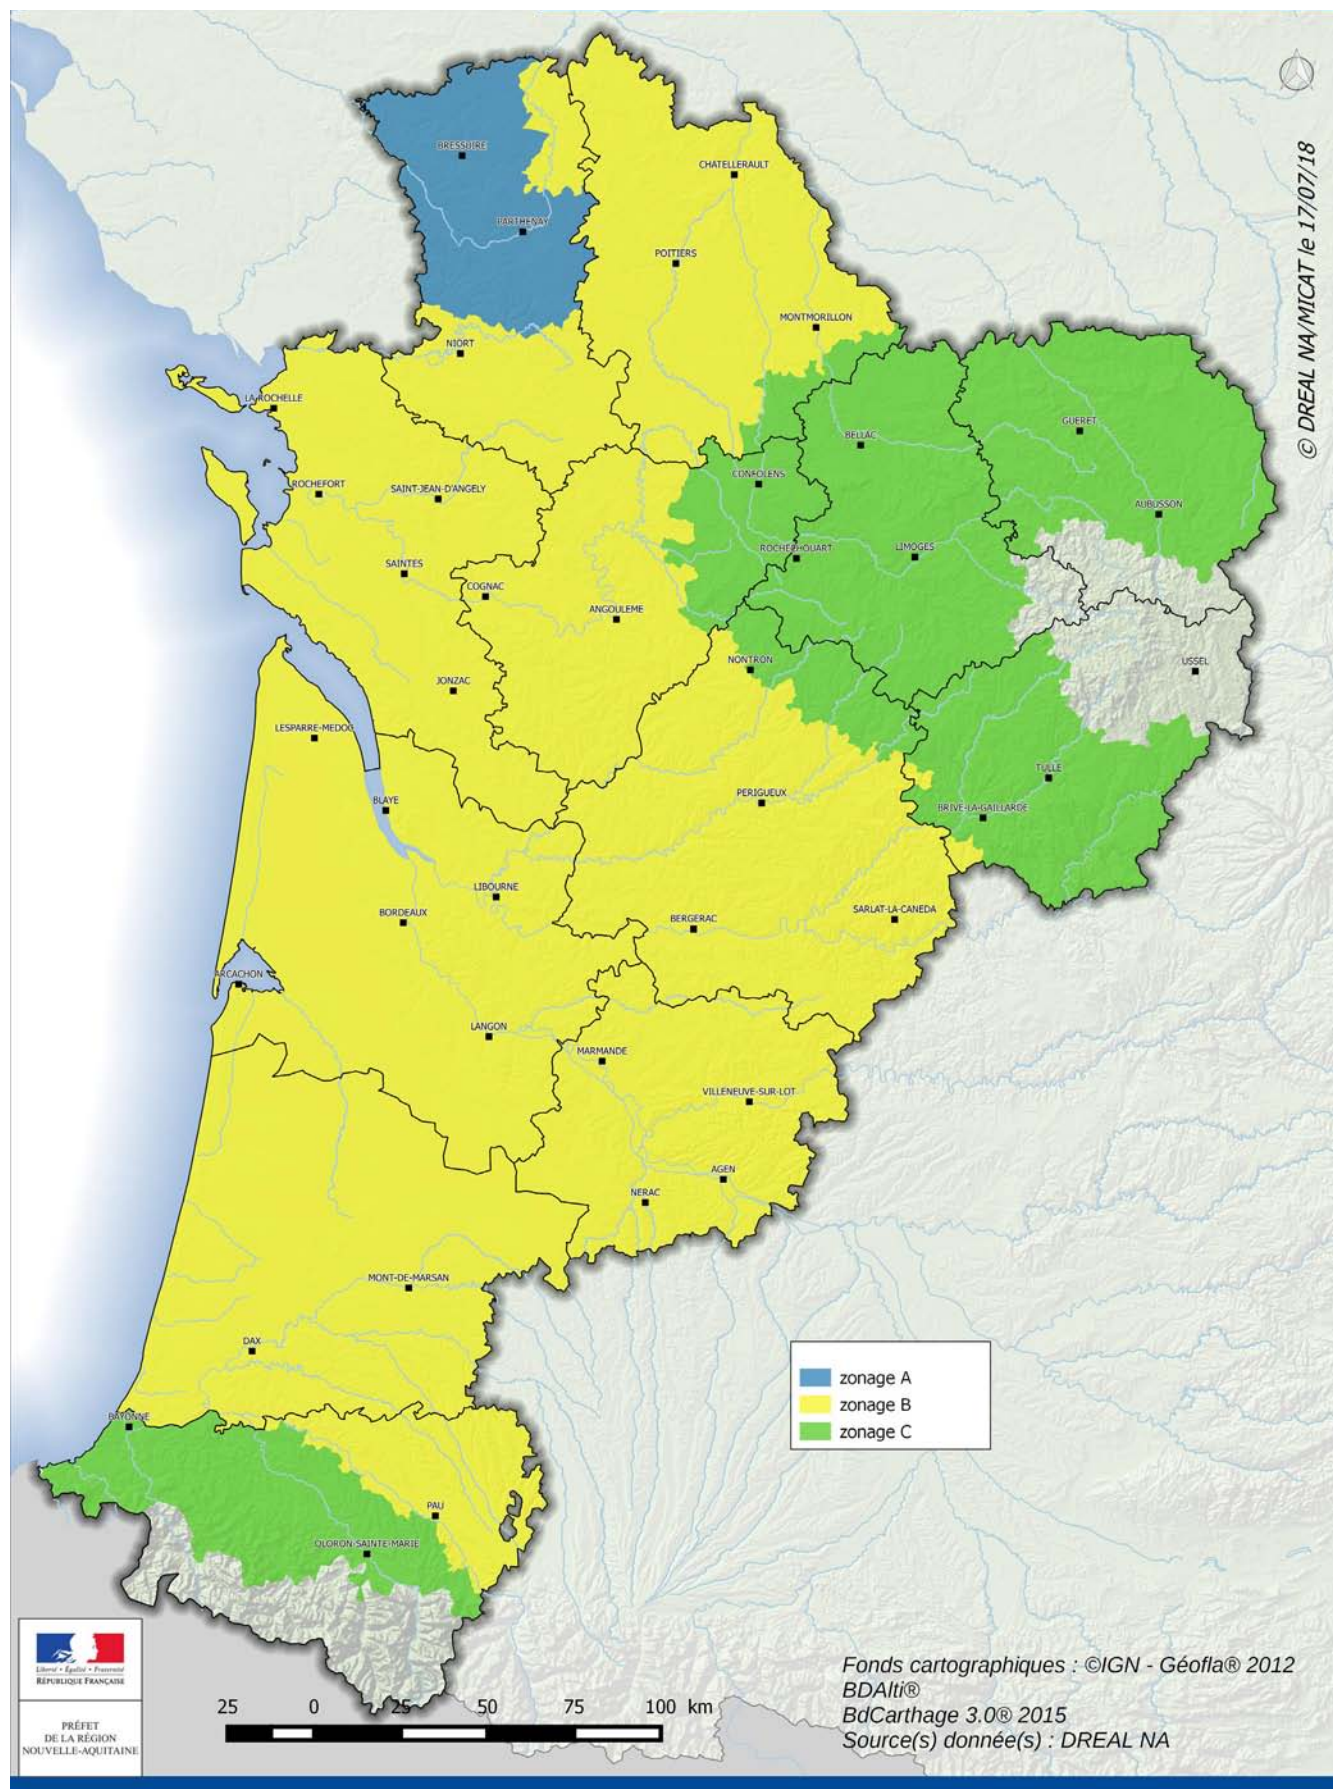 © DREAL NA/MICAT le 17/07/18
BRESSUIRE
CHATELLERAULT
PARTHENAY
POITIERS
MONTMORILLON
NIORT
LA ROCHELLE
GUERET
BELLAC
CONFOLENS
ROCHEFORT
SAINT-JEAN-D'ANGELY
AUBUSSON
ROCHECHOUART
LIMOGES
SAINTES
COGNAC
ANGOULEME
NONTRON
USSEL
JONZAC
LESPARRE-MEDOC
TULLE
PERIGUEUX
BLAYE
BRIVE-LA-GAILLARDE
LIBOURNE
BORDEAUX
BERGERAC
SARLAT-LA-CANEDA
ARCACHON
LANGON
MARMANDE
VILLENEUVE-SUR-LOT
AGEN
NERAC
MONT-DE-MARSAN
DAX
zonage A
zonage B
zonage C
BAYONNE
PAU
OLORON-SAINTE-MARIE
Liberté • Égalité • Fraternité
RÉPUBLIQUE FRANÇAISE
PRÉFET
DE LA RÉGION
NOUVELLE-AQUITAINE
25 0 25 50 75 100 km
Fonds cartographiques : ©IGN - Géofla® 2012
BDAlti®
BdCarthage 3.0® 2015
Source(s) donnée(s) : DREAL NA